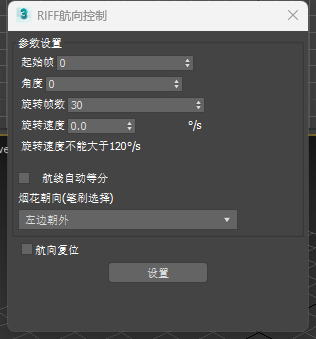 RIFF航向控制
参数设置
起始帧 0
角度 0
旋转帧数 30
旋转速度 0.0 °/s
旋转速度不能大于120°/s
航线自动等分
烟花朝向(笔刷选择)
左边朝外
航向复位
设置